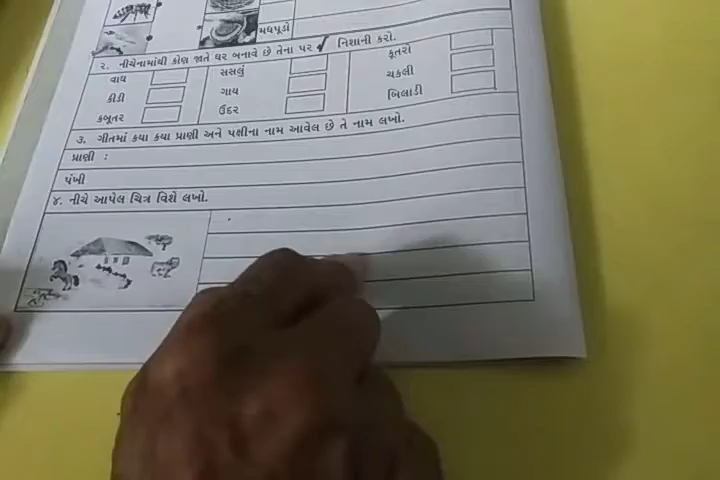 મધપૂડો
૨. નીચેનામાંથી કોણ જાતે ઘર બનાવે છે તેના પર ✓ નિશાની કરો.
વાઘ સસલું કૂતરો
કીડી ગાય ચકલી
કબૂતર ઉંદર બિલાડી
૩. ગીતમાં કયા કયા પ્રાણી અને પક્ષીના નામ આવેલ છે તે નામ લખો.
પ્રાણી :
પંખી
૪. નીચે આપેલ ચિત્ર વિશે લખો.